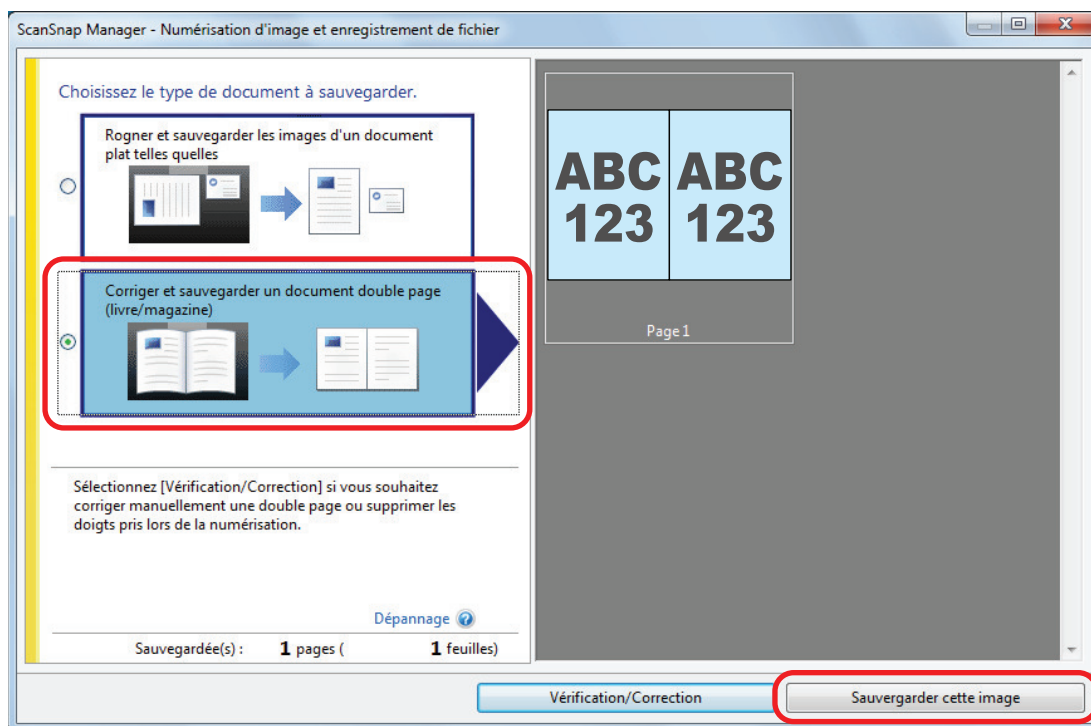 ScanSnap Manager - Numérisation d'image et enregistrement de fichier
Choisissez le type de document à sauvegarder.
Rogner et sauvegarder les images d'un document
plat telles quelles
Corriger et sauvegarder un document double page
(livre/magazine)
Sélectionnez [Vérification/Correction] si vous souhaitez
corriger manuellement une double page ou supprimer les
doigts pris lors de la numérisation.
Dépannage ?
Sauvegardée(s) : 1 pages ( 1 feuilles)
ABC ABC
123 123
Page 1
Vérification/Correction
Sauvergarder cette image